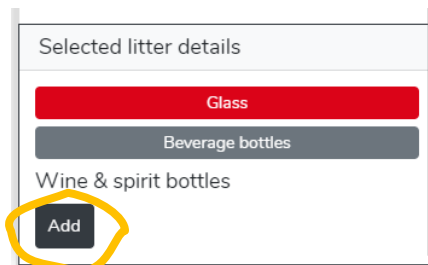 Selected litter details
Glass
Beverage bottles
Wine & spirit bottles
Add